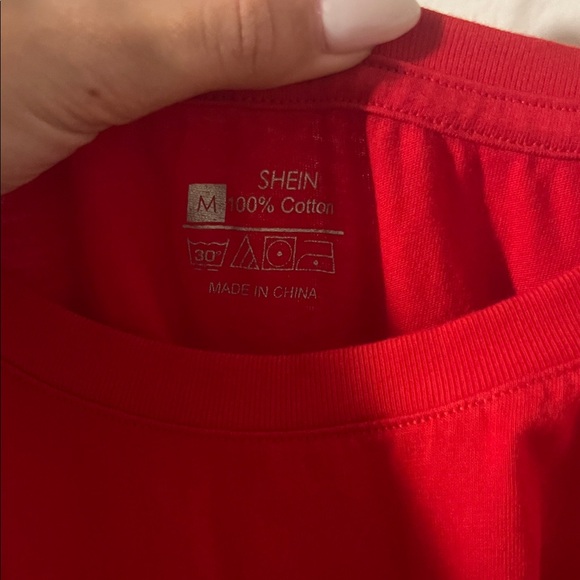 SHEIN
M 100% Cotton
30°
MADE IN CHINA